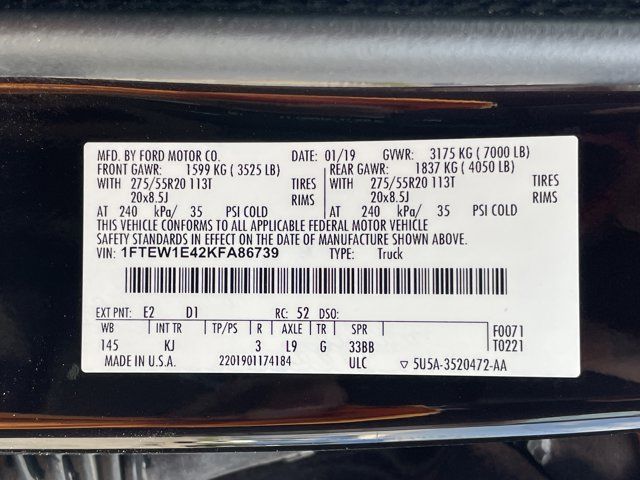 MFD. BY FORD MOTOR CO. DATE: 01/19 GVWR: 3175 KG ( 7000 LB)
FRONT GAWR: 1599 KG ( 3525 LB) REAR GAWR: 1837 KG ( 4050 LB)
WITH 275/55R20 113T TIRES WITH 275/55R20 113T TIRES
20x8.5J RIMS 20x8.5J RIMS
AT 240 kPa/ 35 PSI COLD AT 240 kPa/ 35 PSI COLD
THIS VEHICLE CONFORMS TO ALL APPLICABLE FEDERAL MOTOR VEHICLE
SAFETY STANDARDS IN EFFECT ON THE DATE OF MANUFACTURE SHOWN ABOVE.
VIN: 1FTEW1E42KFA86739 TYPE: Truck
EXT PNT: E2 D1 RC: 52 DSO:
WB INT TR TP/PS R AXLE TR SPR F0071
145 KJ 3 L9 G 33BB T0221
MADE IN U.S.A. 2201901174184 ULC ▽ 5U5A-3520472-AA